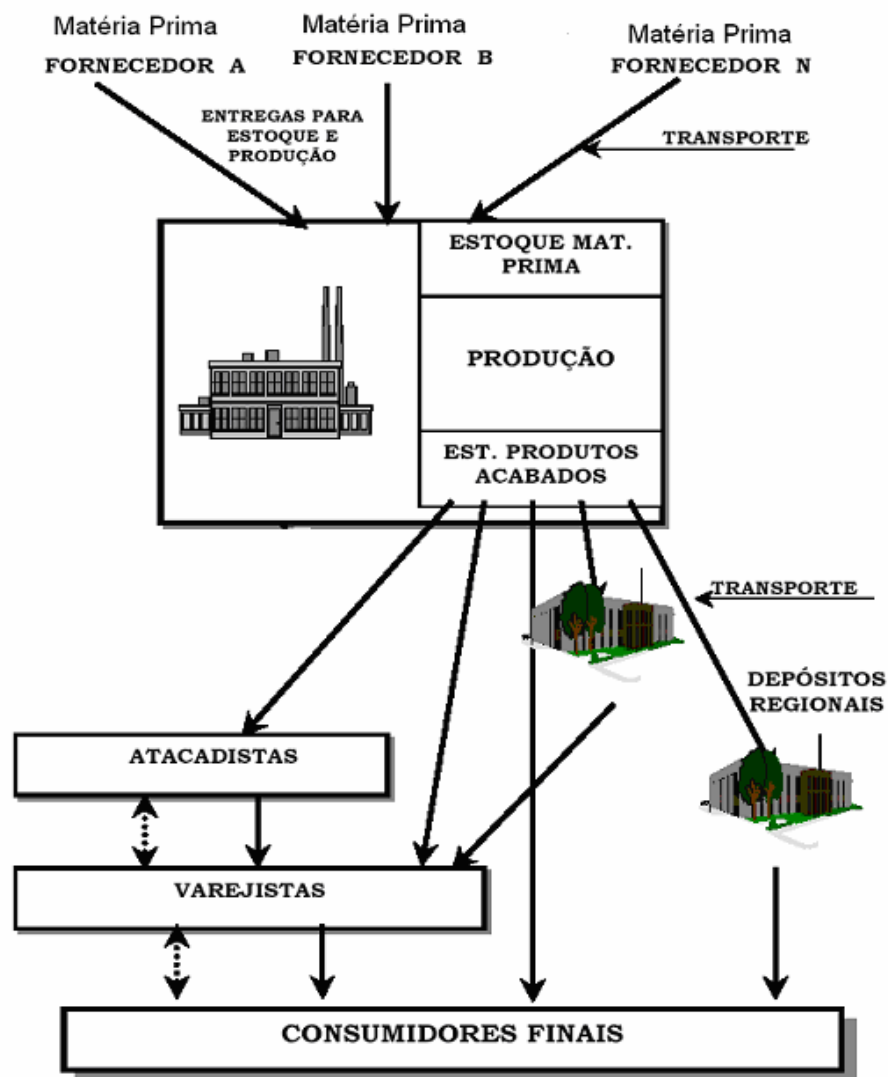 Matéria Prima
FORNECEDOR A
Matéria Prima
FORNECEDOR B
Matéria Prima
FORNECEDOR N
ENTREGAS PARA
ESTOQUE E
PRODUÇÃO
TRANSPORTE
ESTOQUE MAT.
PRIMA
PRODUÇÃO
EST. PRODUTOS
ACABADOS
TRANSPORTE
DEPÓSITOS
REGIONAIS
ATACADISTAS
VAREJISTAS
CONSUMIDORES FINAIS